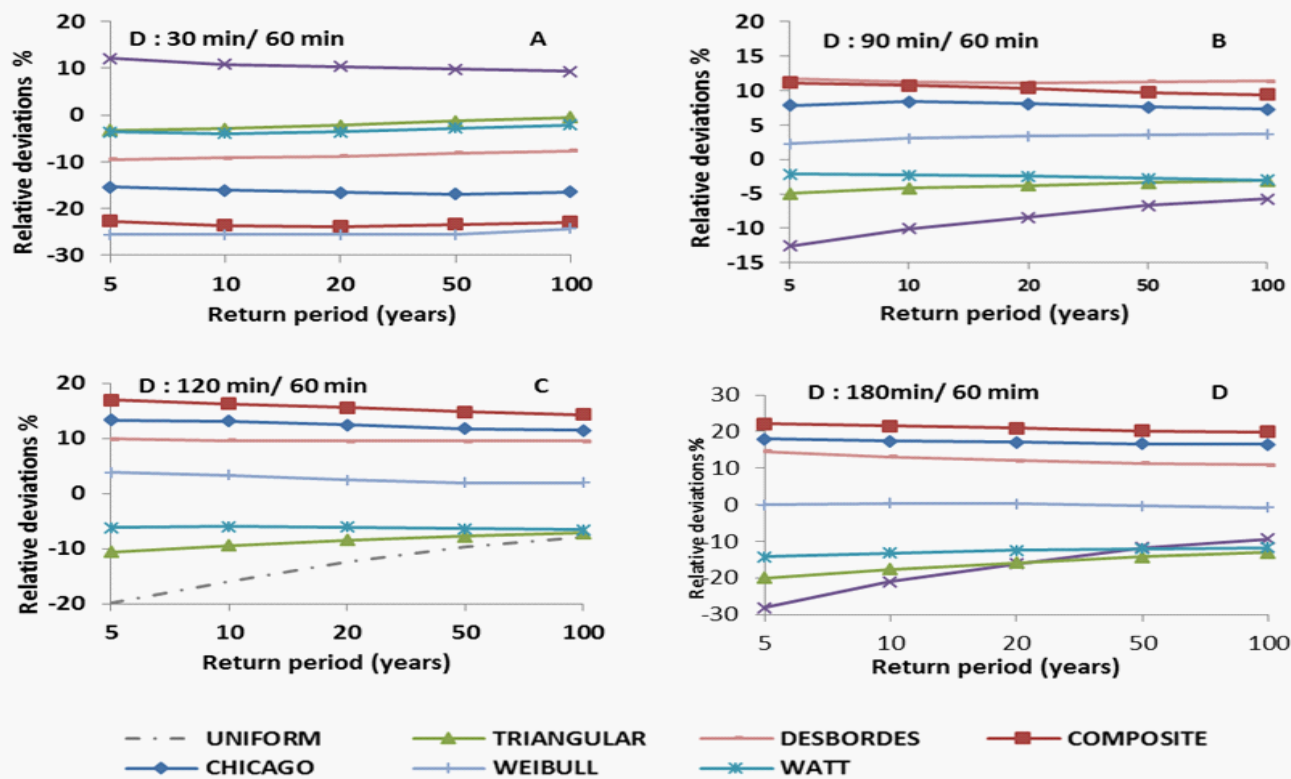 D : 30 min/ 60 min
A
Relative deviations %
20
10
0
-10
-20
-30
5 10 20 50 100
Return period (years)
D : 90 min/ 60 min
B
Relative deviations %
20
15
10
5
0
-5
-10
-15
5 10 20 50 100
Return period (years)
D : 120 min/ 60 min
C
Relative deviations %
20
10
0
-10
-20
5 10 20 50 100
Return period (years)
D : 180min/ 60 mim
D
Relative deviations %
30
20
10
0
-10
-20
-30
5 10 20 50 100
Return period (years)
UNIFORM TRIANGULAR DESBORDES COMPOSITE
CHICAGO WEIBULL WATT